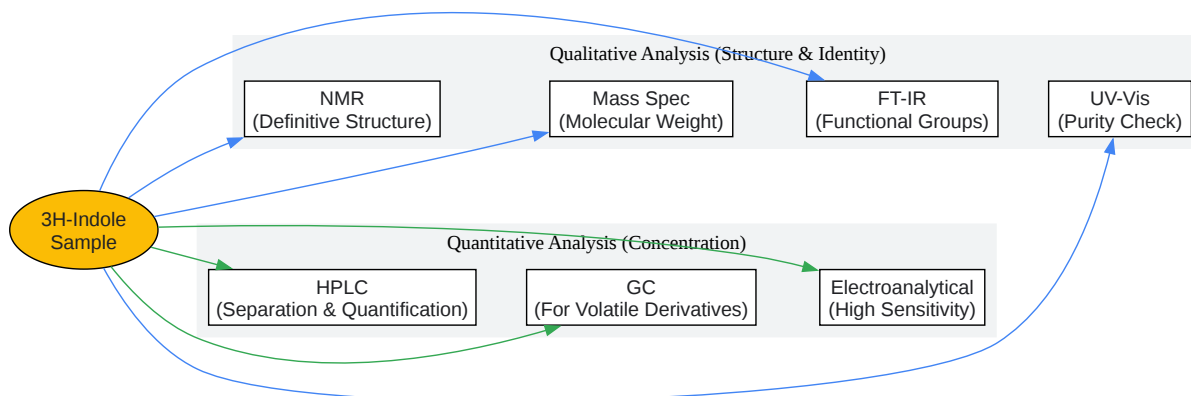 Qualitative Analysis (Structure & Identity)
NMR
(Definitive Structure)
Mass Spec
(Molecular Weight)
FT-IR
(Functional Groups)
UV-Vis
(Purity Check)
3H-Indole
Sample
Quantitative Analysis (Concentration)
HPLC
(Separation & Quantification)
GC
(For Volatile Derivatives)
Electroanalytical
(High Sensitivity)